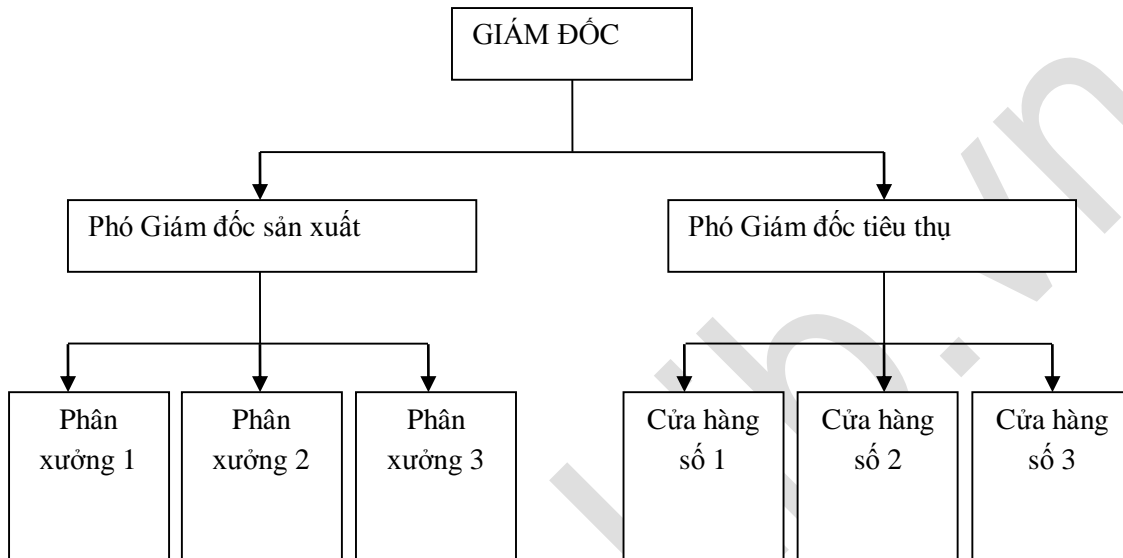 GIÁM ĐỐC
Phó Giám đốc sản xuất
Phó Giám đốc tiêu thụ
Phân
xưởng 1
Phân
xưởng 2
Phân
xưởng 3
Cửa hàng
số 1
Cửa hàng
số 2
Cửa hàng
số 3